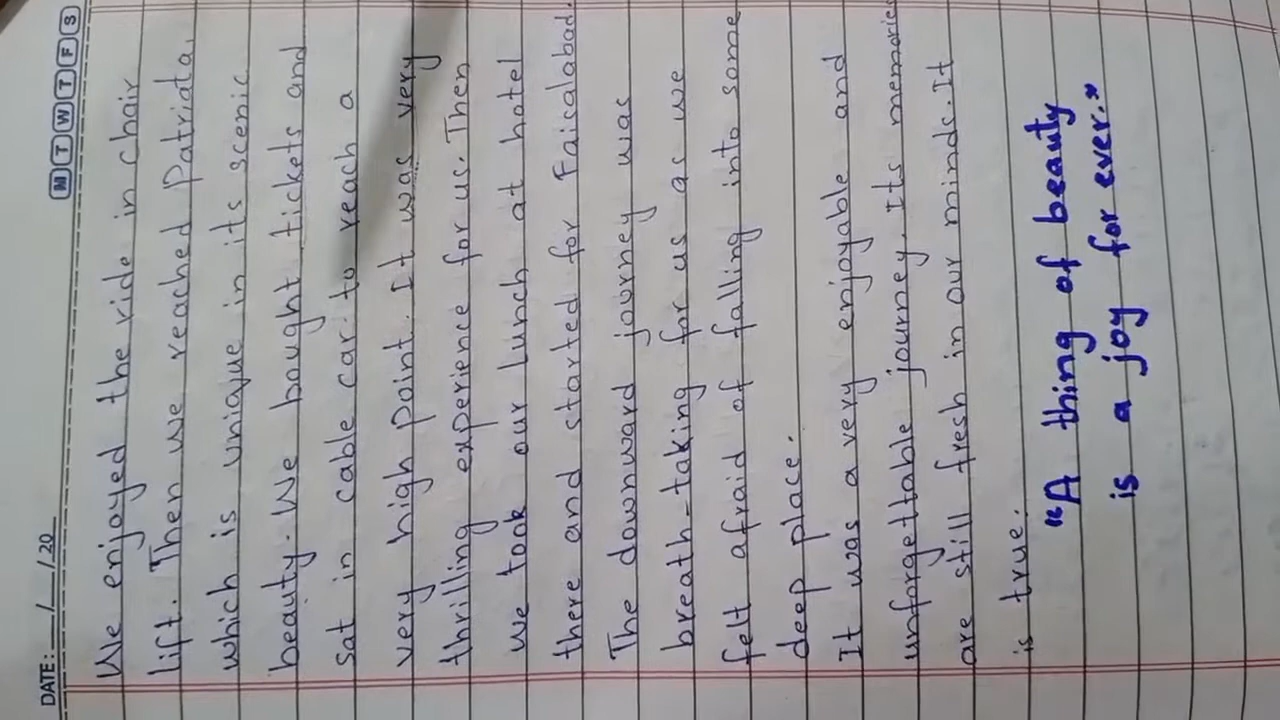 DATE: __/__/20__ M T W T F S
We enjoyed the ride in chair
lift. Then we reached Patriata,
which is unique in its scenic
beauty. We bought tickets and
sat in cable car to reach a
very high point. It was very
thrilling experience for us. Then
we took our lunch at hotel
there and started for Faisalabad.
The downward journey was
breath-taking for us as we
felt afraid of falling into some
deep place.
It was a very enjoyable and
unforgettable journey. Its memories
are still fresh in our minds. It
is true.
"A thing of beauty
is a joy for ever."